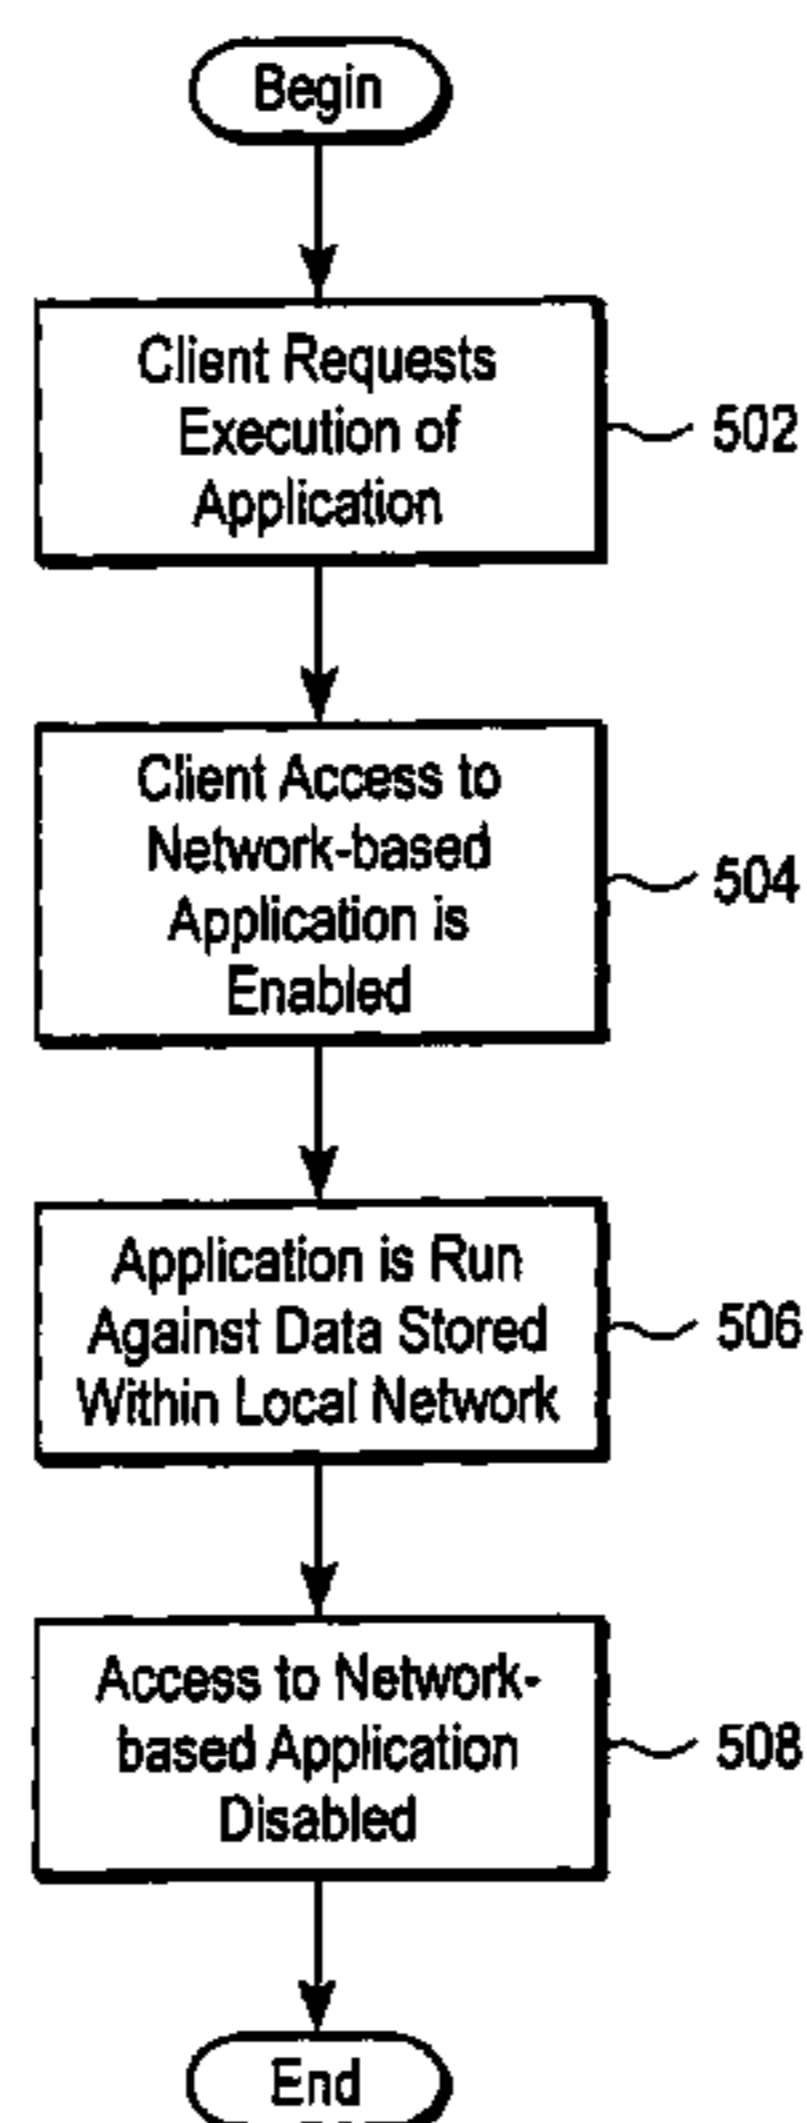 Begin
Client Requests
Execution of
Application
502
Client Access to
Network-based
Application is
Enabled
504
Application is Run
Against Data Stored
Within Local Network
506
Access to Network-
based Application
Disabled
508
End